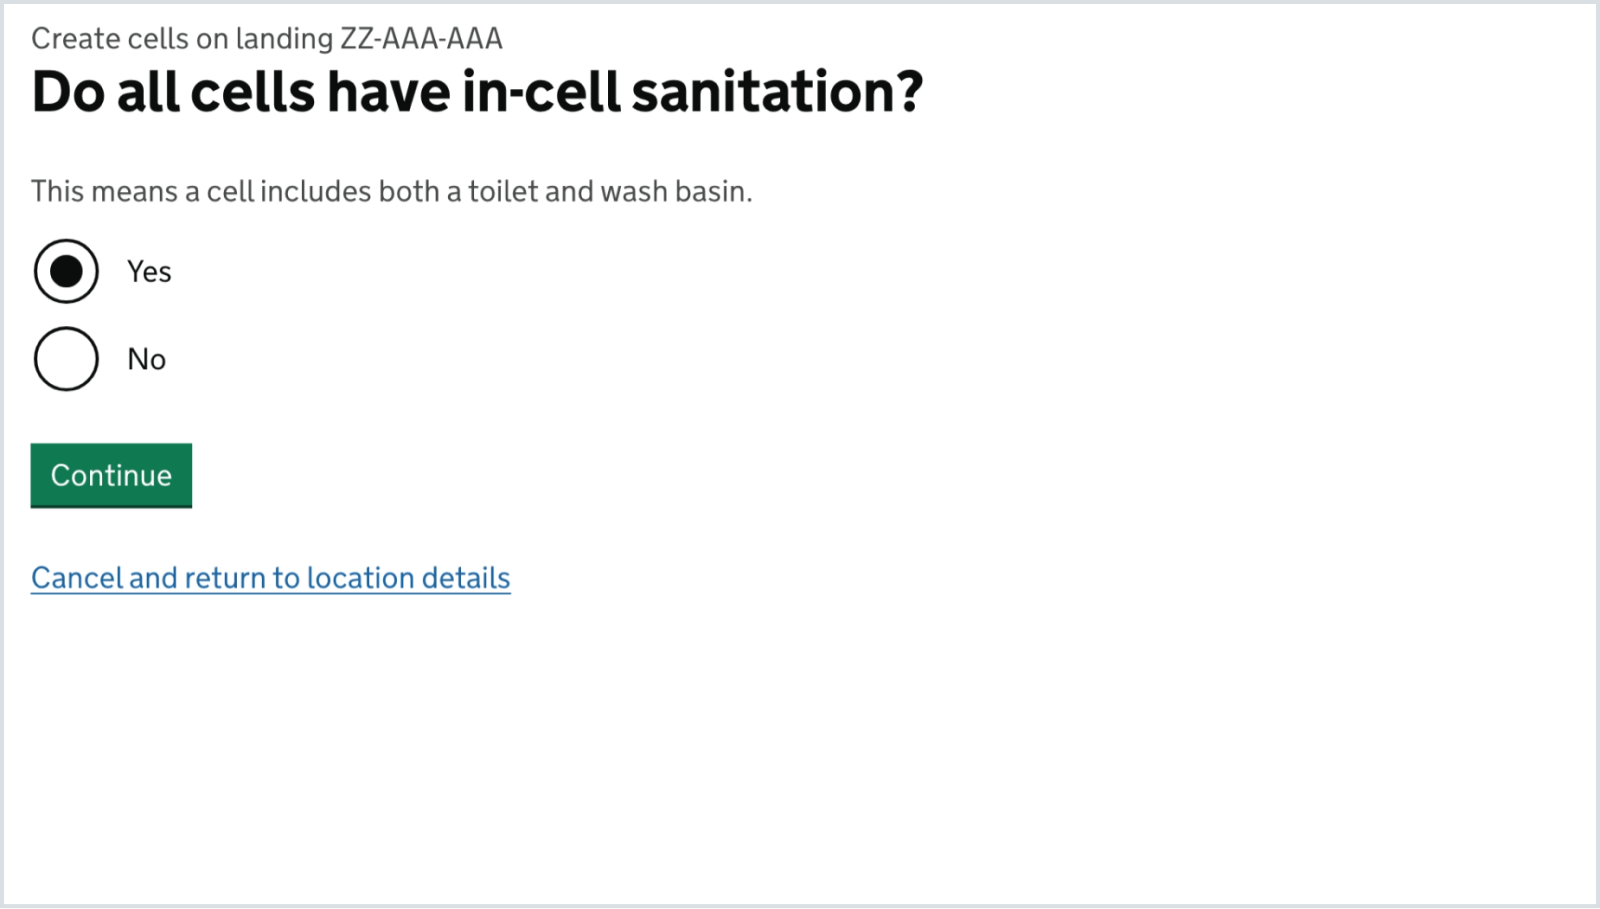 Create cells on landing ZZ-AAA-AAA
Do all cells have in-cell sanitation?
This means a cell includes both a toilet and wash basin.
Yes
No
Continue
Cancel and return to location details